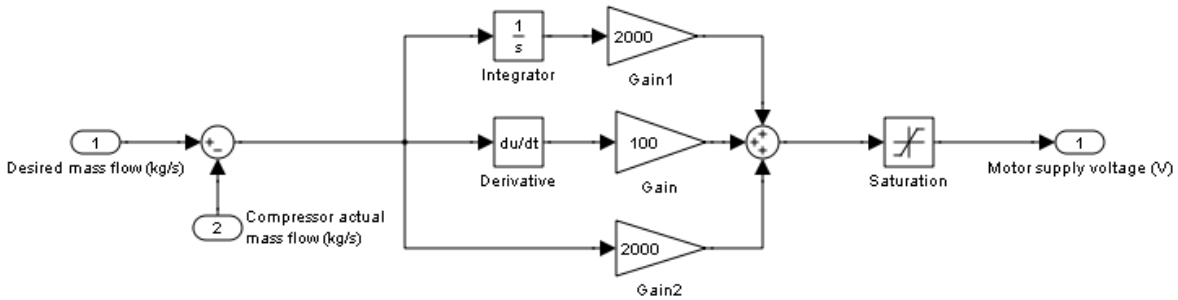 1
s
Integrator
2000
Gain1
1
Desired mass flow (kg/s)
+
−
2
Compressor actual
mass flow (kg/s)
du/dt
Derivative
100
Gain
2000
Gain2
+
+
+
Saturation
1
Motor supply voltage (V)